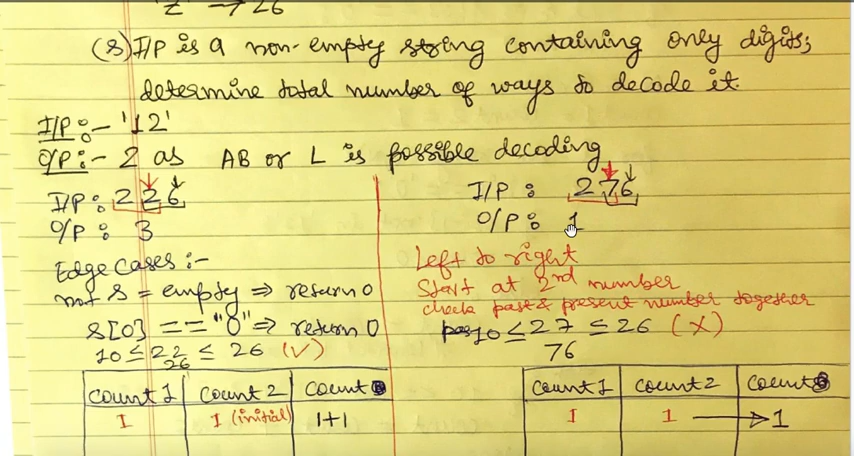 'Z' → 26
(s) I/P is a non-empty string containing only digits;
determine total number of ways to decode it.
I/P :- '12'
O/P :- 2 as AB or L is possible decoding
I/P : 226
O/P : 3
Edge cases :-
not s = empty ⇒ return 0
s[0] == "0" ⇒ return 0
10 ≤ 22 ≤ 26 (√)
26
count 1 count 2 count
1 1 (initial) 1+1
I/P : 276
O/P : 1
Left to right
Start at 2nd number
check past & present number together
10 ≤ 27 ≤ 26 (X)
76
count 1 count 2 count
1 1 → 1